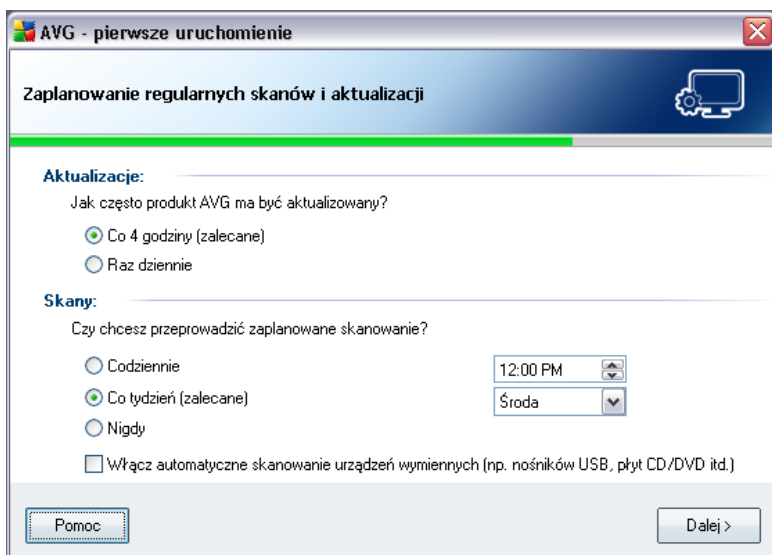 AVG - pierwsze uruchomienie
Zaplanowanie regularnych skanów i aktualizacji
Aktualizacje:
Jak często produkt AVG ma być aktualizowany?
Co 4 godziny (zalecane)
Raz dziennie
Skany:
Czy chcesz przeprowadzić zaplanowane skanowanie?
Codziennie 12:00 PM
Co tydzień (zalecane) Środa
Nigdy
Włącz automatyczne skanowanie urządzeń wymiennych (np. nośników USB, płyt CD/DVD itd.)
Pomoc Dalej >